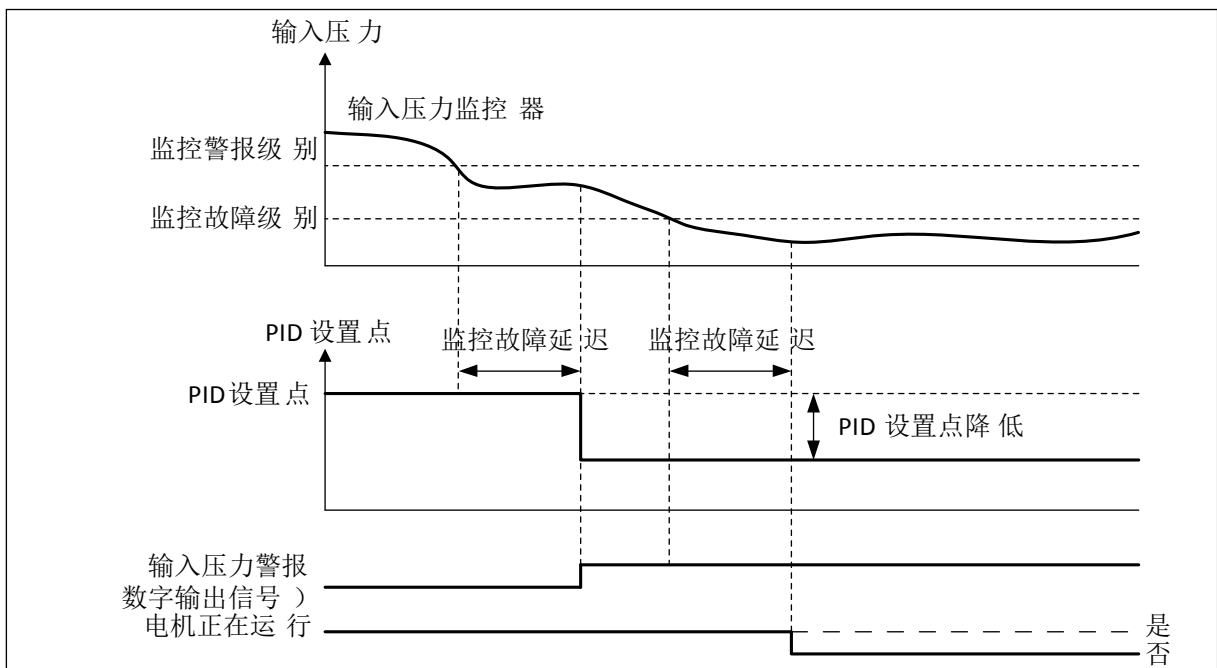 输入压力
输入压力监控器
监控警报级别
监控故障级别
PID 设置点
监控故障延迟
监控故障延迟
PID设置点
PID 设置点降低
输入压力警报
数字输出信号）
电机正在运行
是
否